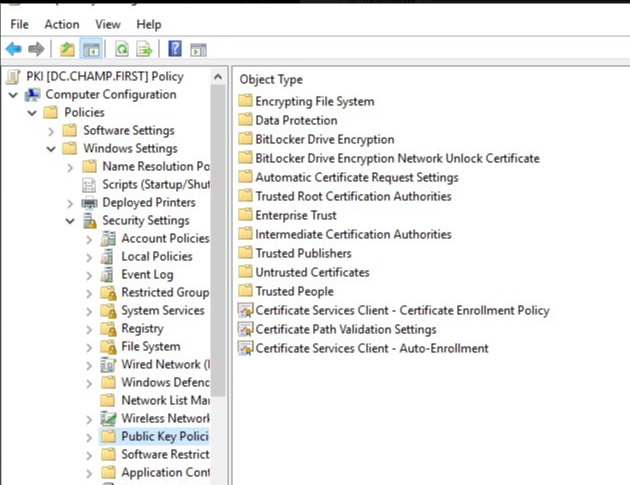 File Action View Help
PKI [DC.CHAMP.FIRST] Policy
Computer Configuration
Policies
Software Settings
Windows Settings
Name Resolution Po
Scripts (Startup/Shut
Deployed Printers
Security Settings
Account Policies
Local Policies
Event Log
Restricted Group
System Services
Registry
File System
Wired Network (I
Windows Defenc
Network List Mar
Wireless Network
Public Key Polici
Software Restrict
Application Cont
Object Type
Encrypting File System
Data Protection
BitLocker Drive Encryption
BitLocker Drive Encryption Network Unlock Certificate
Automatic Certificate Request Settings
Trusted Root Certification Authorities
Enterprise Trust
Intermediate Certification Authorities
Trusted Publishers
Untrusted Certificates
Trusted People
Certificate Services Client - Certificate Enrollment Policy
Certificate Path Validation Settings
Certificate Services Client - Auto-Enrollment